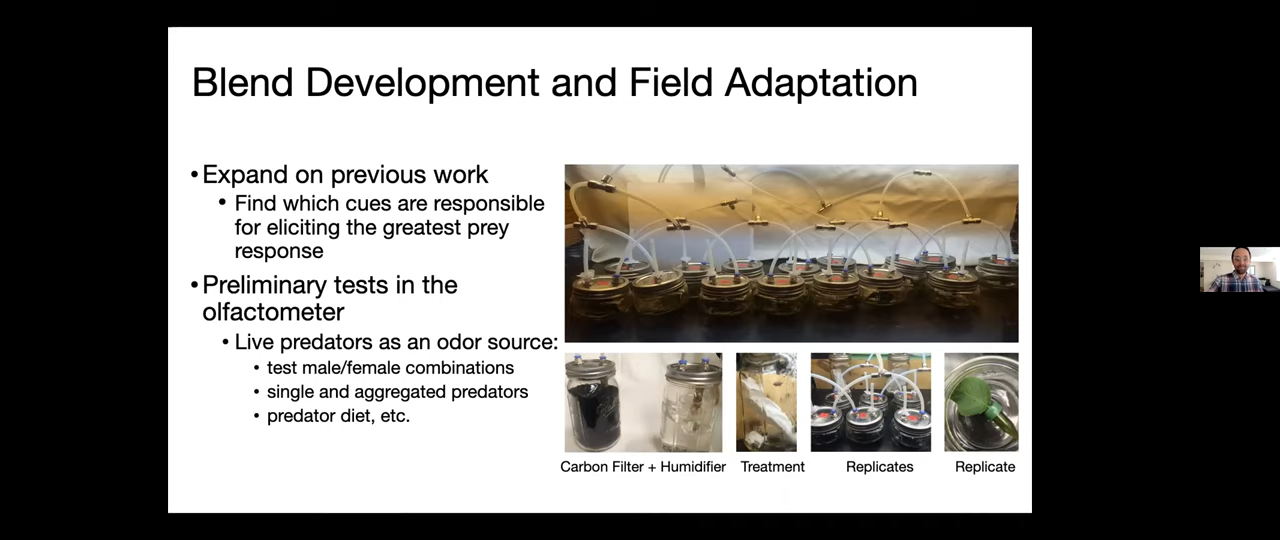 Blend Development and Field Adaptation
• Expand on previous work
• Find which cues are responsible
for eliciting the greatest prey
response
• Preliminary tests in the
olfactometer
• Live predators as an odor source:
• test male/female combinations
• single and aggregated predators
• predator diet, etc.
Carbon Filter + Humidifier
Treatment
Replicates
Replicate